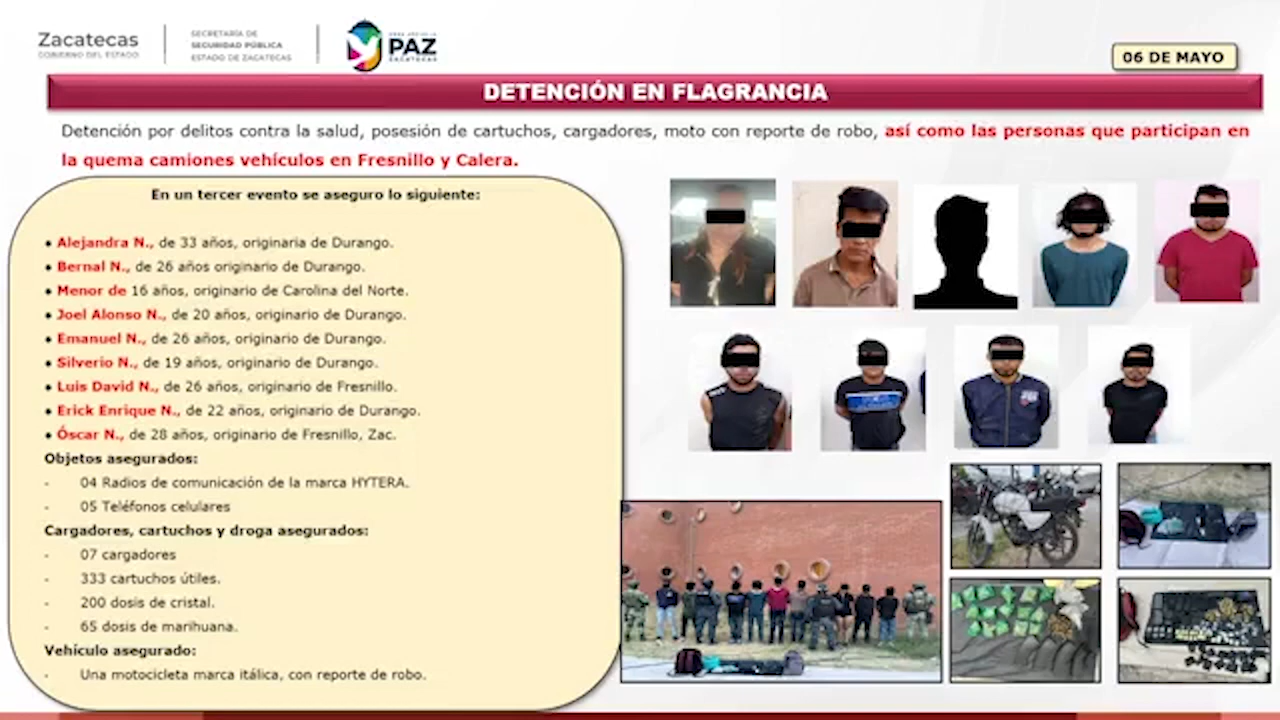 Zacatecas
GOBIERNO DEL ESTADO
SECRETARÍA DE
SEGURIDAD PÚBLICA
ESTADO DE ZACATECAS
PAZ
ZACATECAS
06 DE MAYO
DETENCIÓN EN FLAGRANCIA
Detención por delitos contra la salud, posesión de cartuchos, cargadores, moto con reporte de robo, así como las personas que participan en
la quema camiones vehículos en Fresnillo y Calera.
En un tercer evento se aseguro lo siguiente:
• Alejandra N., de 33 años, originaria de Durango.
• Bernal N., de 26 años originario de Durango.
• Menor de 16 años, originario de Carolina del Norte.
• Joel Alonso N., de 20 años, originario de Durango.
• Emanuel N., de 26 años, originario de Durango.
• Silverio N., de 19 años, originario de Durango.
• Luis David N., de 26 años, originario de Fresnillo.
• Erick Enrique N., de 22 años, originario de Durango.
• Óscar N., de 28 años, originario de Fresnillo, Zac.
Objetos asegurados:
- 04 Radios de comunicación de la marca HYTERA.
- 05 Teléfonos celulares
Cargadores, cartuchos y droga asegurados:
- 07 cargadores
- 333 cartuchos útiles.
- 200 dosis de cristal.
- 65 dosis de marihuana.
Vehículo asegurado:
- Una motocicleta marca itálica, con reporte de robo.